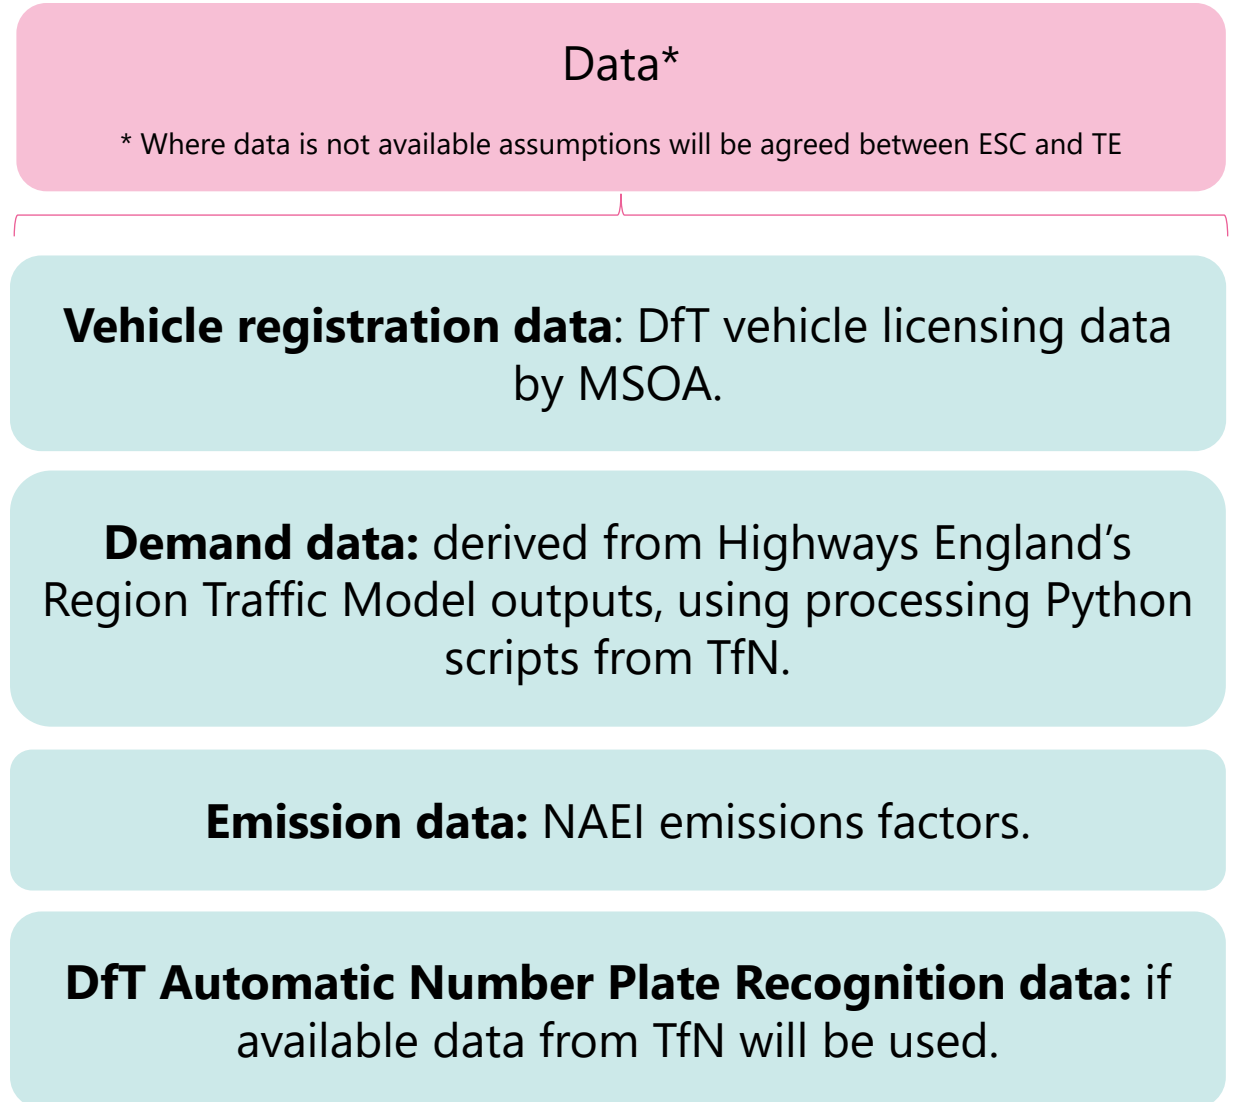 Data*
* Where data is not available assumptions will be agreed between ESC and TE
Vehicle registration data: DfT vehicle licensing data
by MSOA.
Demand data: derived from Highways England’s
Region Traffic Model outputs, using processing Python
scripts from TfN.
Emission data: NAEI emissions factors.
DfT Automatic Number Plate Recognition data: if
available data from TfN will be used.